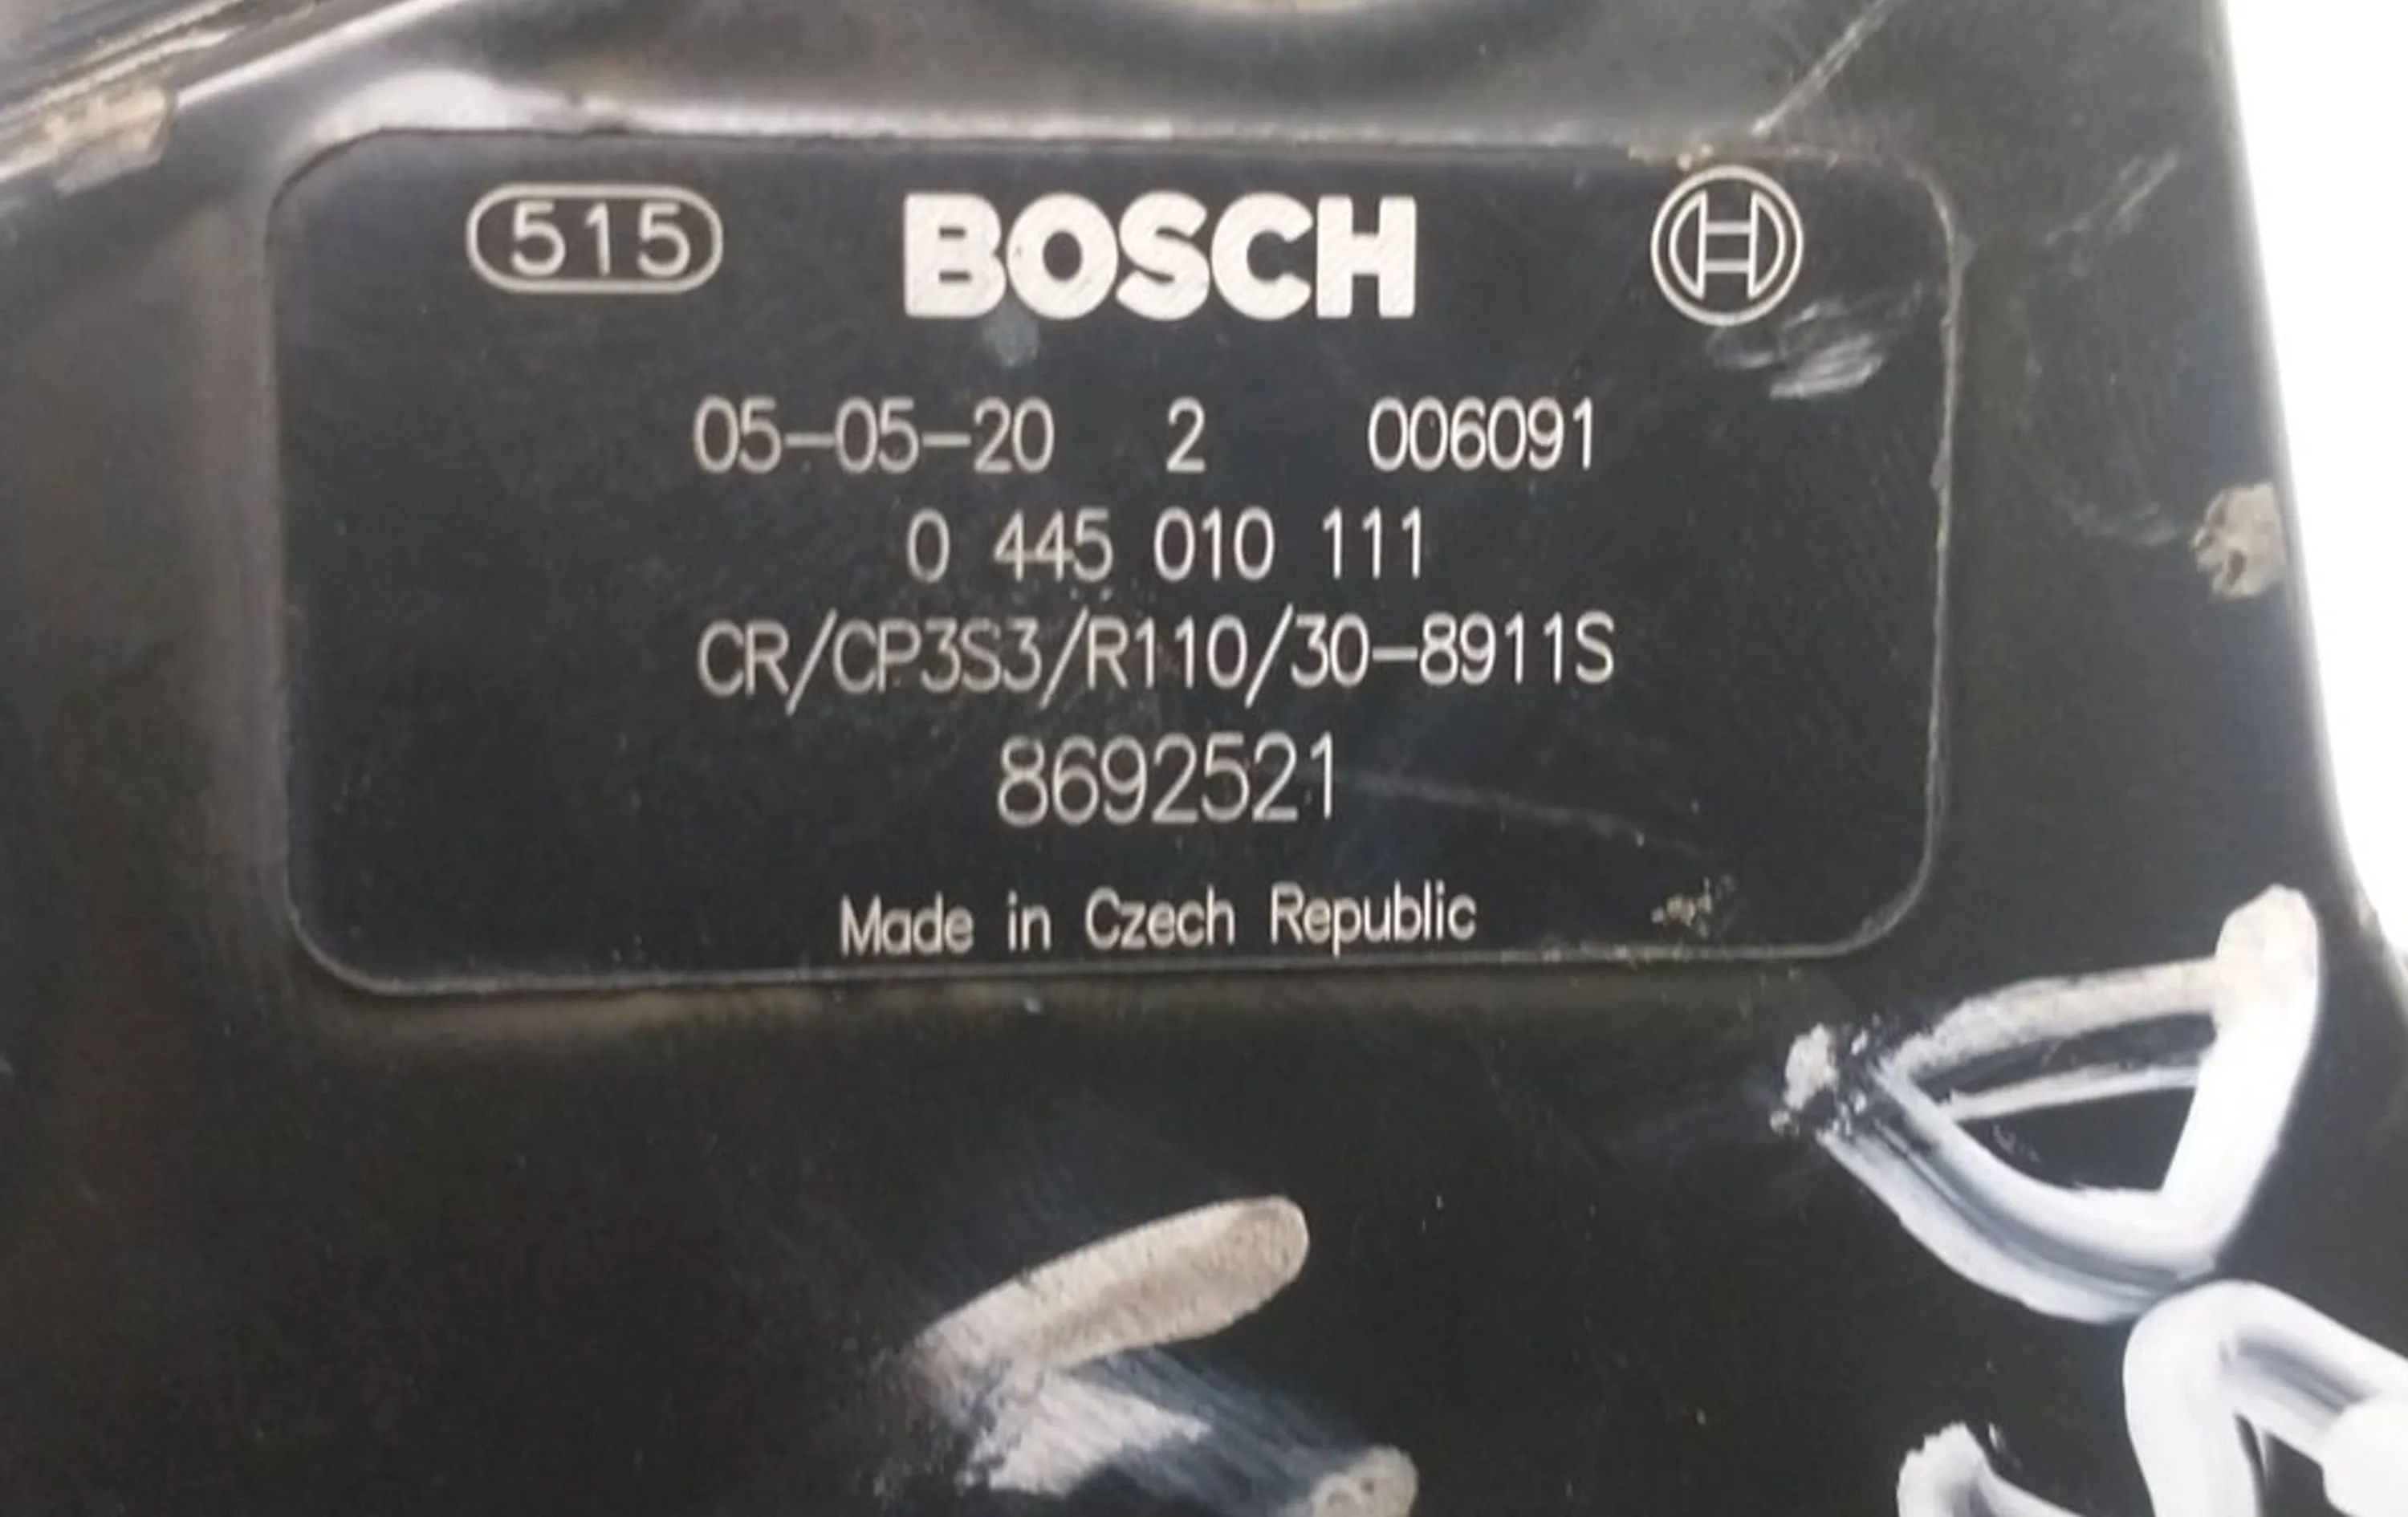 515 BOSCH
05-05-20 2 006091
0 445 010 111
CR/CP3S3/R110/30-8911S
8692521
Made in Czech Republic